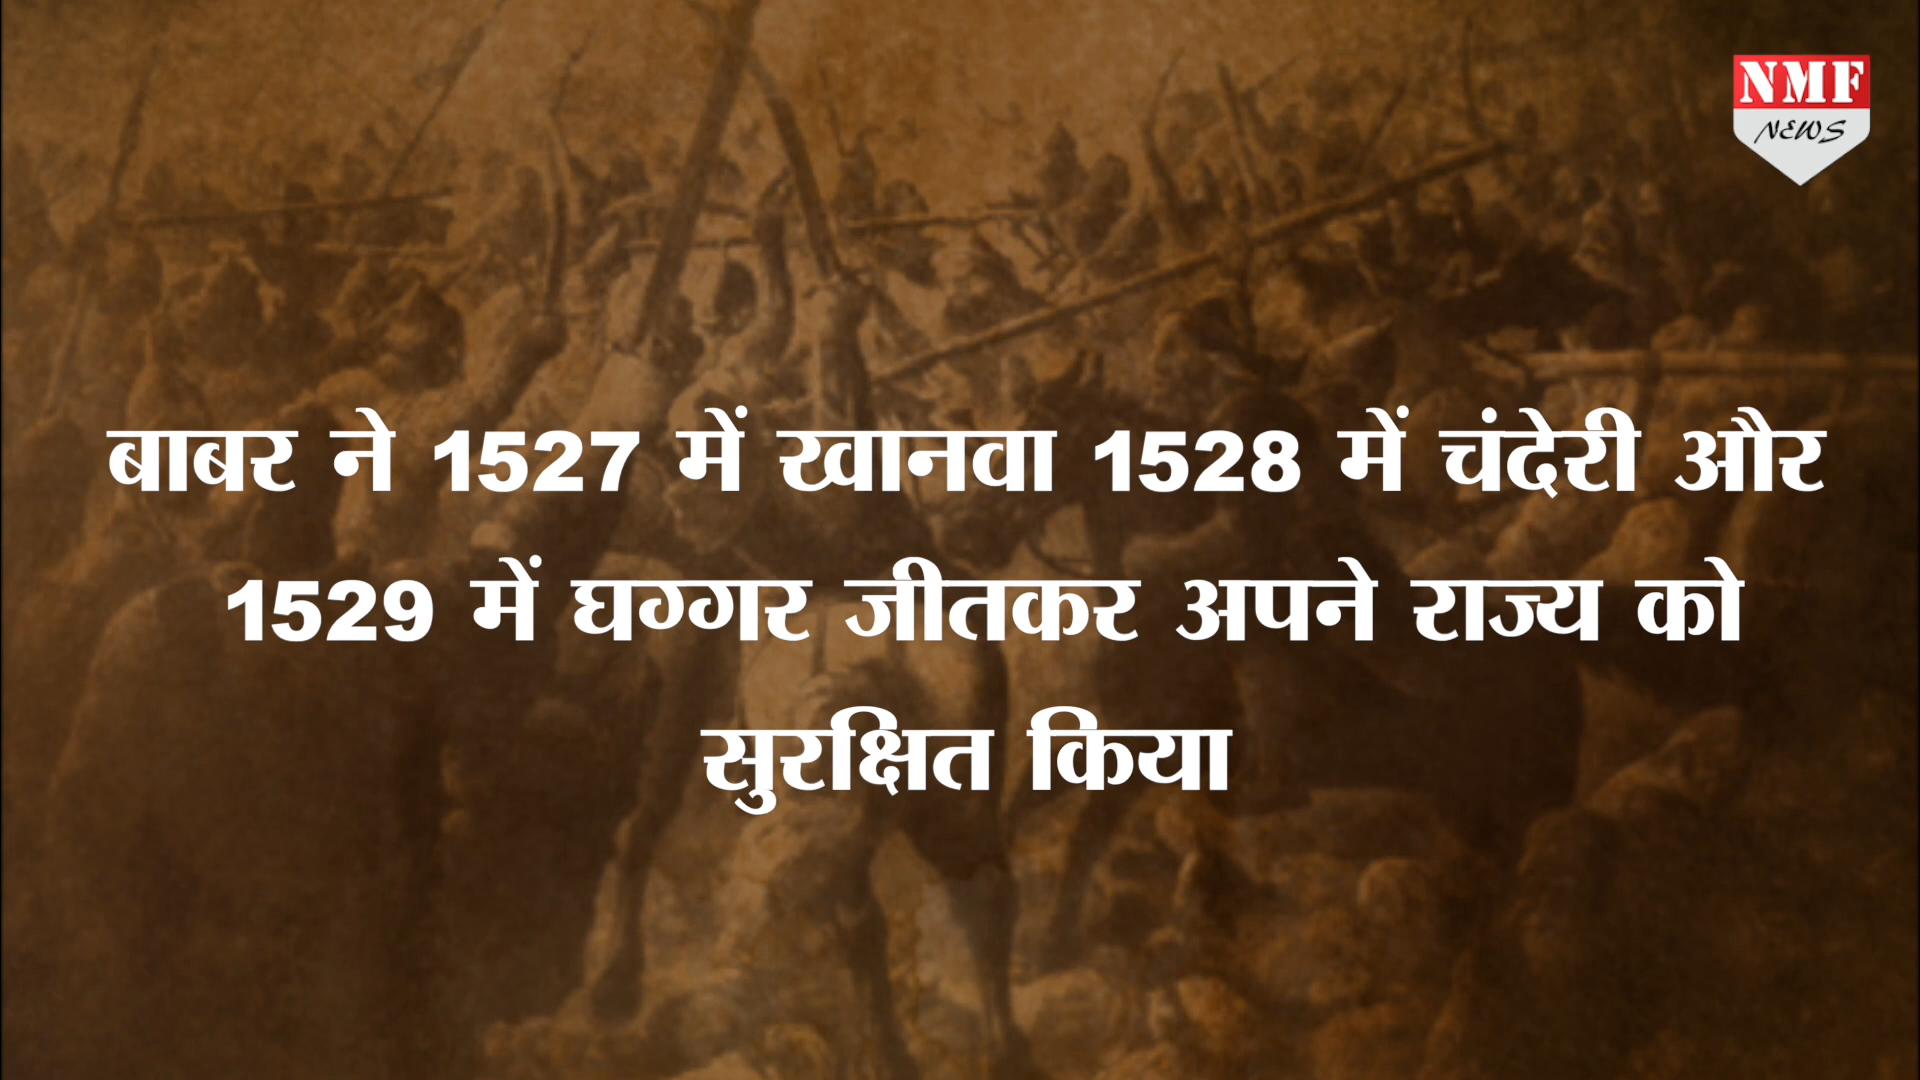 NMF
NEWS
बाबर ने 1527 में खानवा 1528 में चंदेरी और
1529 में घग्गर जीतकर अपने राज्य को
सुरक्षित किया